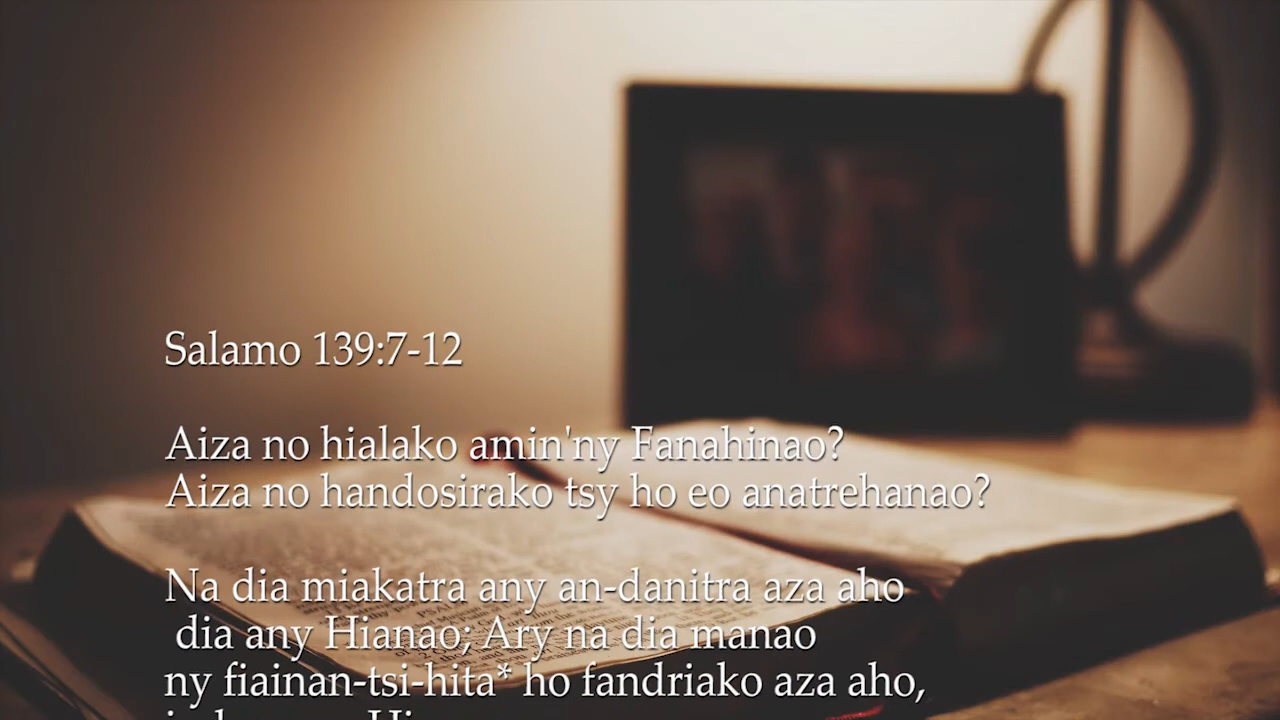 Salamo 139:7-12
Aiza no hialako amin'ny Fanahinao?
Aiza no handosirako tsy ho eo anatrehanao?
Na dia miakatra any an-danitra aza aho
dia any Hianao; Ary na dia manao
ny fiainan-tsi-hita* ho fandriako aza aho,